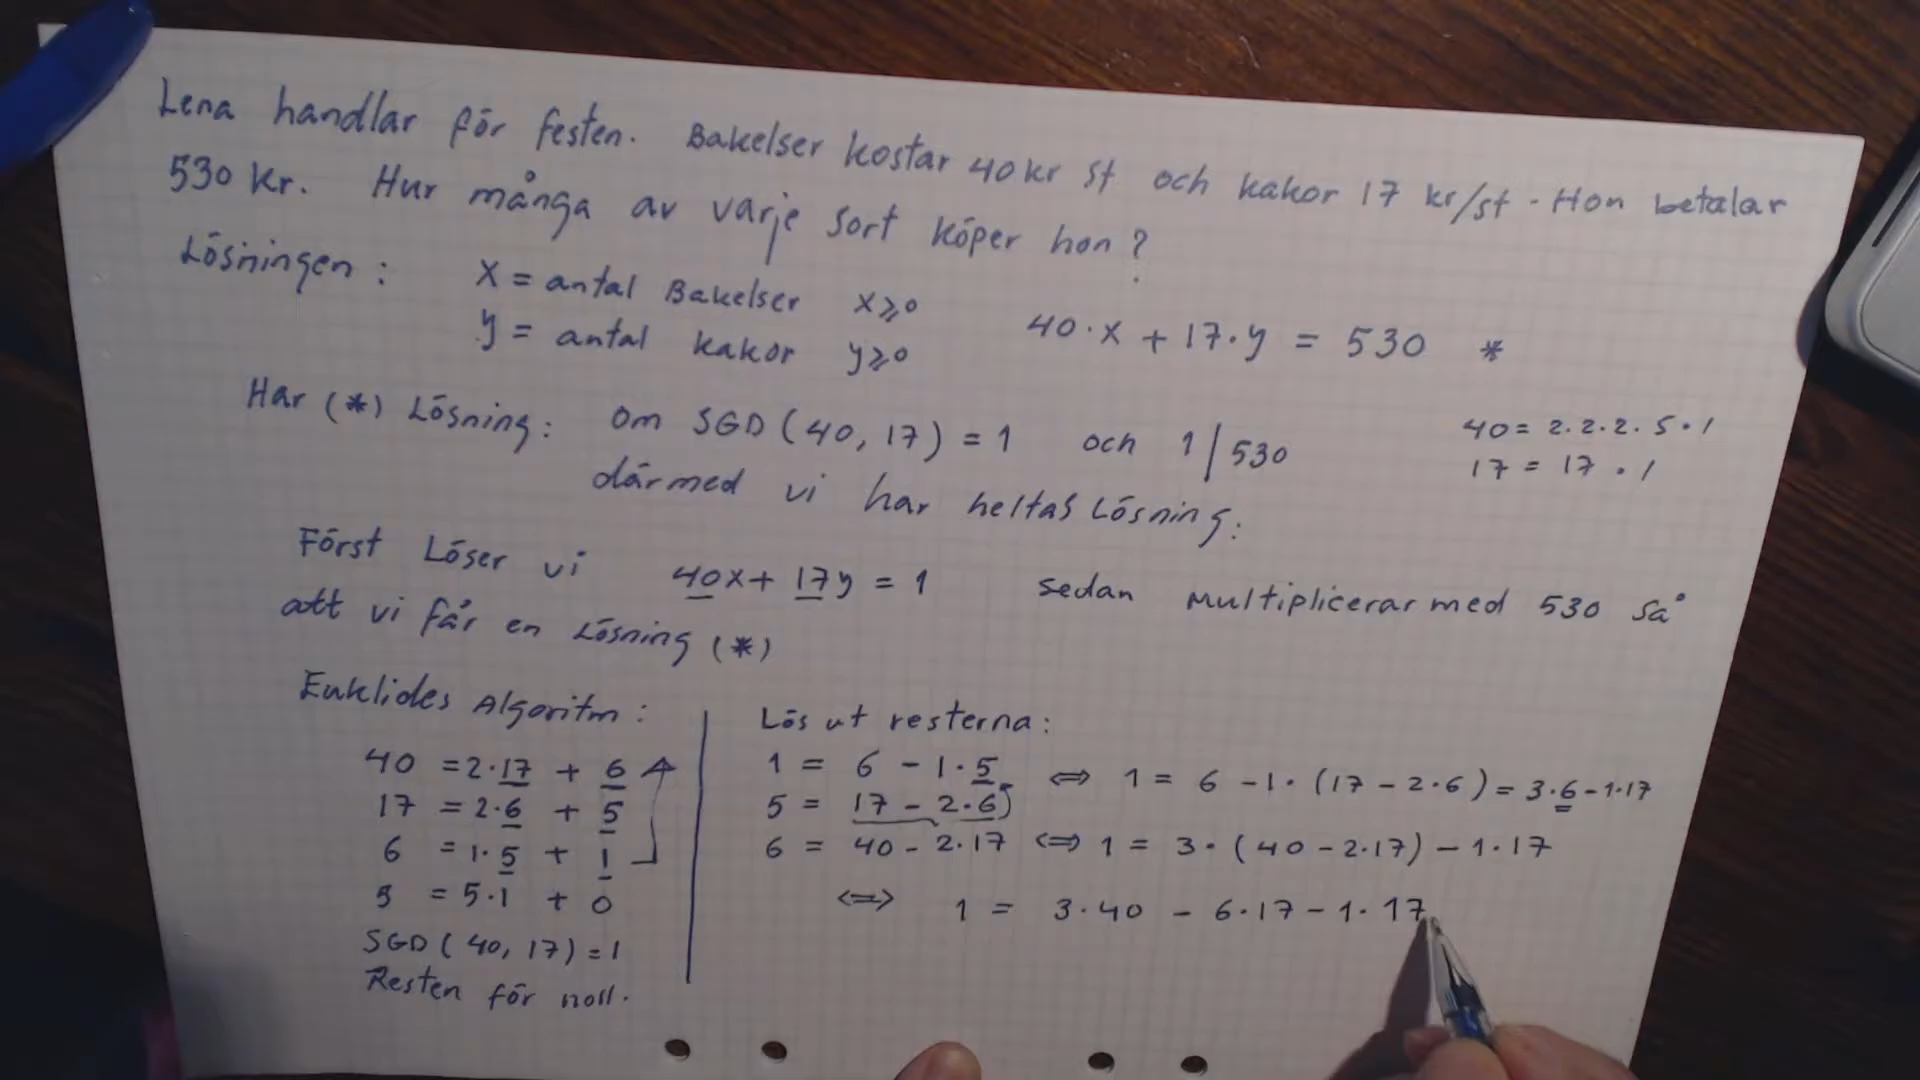 Lena handlar för festen. Bakelser kostar 40 kr st och kakor 17 kr/st. Hon betalar
530 kr. Hur många av varje sort köper hon?
Lösningen: x = antal Bakelser x ⩾ 0
y = antal kakor y ⩾ 0
40·x + 17·y = 530 *
Har (*) Lösning: om SGD (40, 17) = 1 och 1 | 530
därmed vi har heltas Lösning.
40 = 2.2.2.5.1
17 = 17 . 1
Först Löser vi 40x + 17y = 1 sedan multiplicerar med 530 så
att vi får en Lösning (*)
Euklides Algoritm:
40 = 2·17 + 6
17 = 2·6 + 5
6 = 1·5 + 1
5 = 5·1 + 0
SGD (40, 17) = 1
Resten för noll.
Lös ut resterna:
1 = 6 - 1·5 ⇔ 1 = 6 - 1·(17 - 2·6) = 3·6 - 1·17
5 = 17 - 2·6
6 = 40 - 2·17 ⇔ 1 = 3·(40 - 2·17) - 1·17
⇔ 1 = 3·40 - 6·17 - 1·17